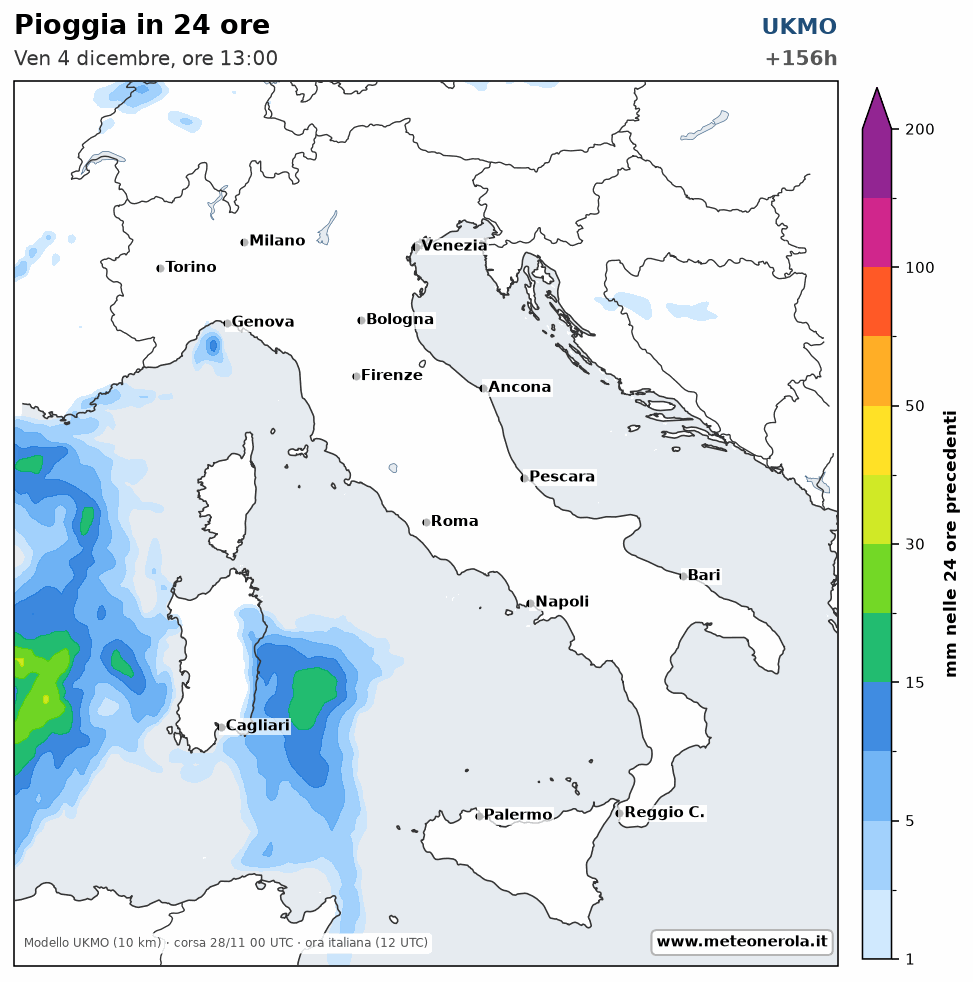 Pioggia in 24 ore
UKMO
Ven 4 dicembre, ore 13:00
+156h
200
100
50
30
15
5
1
mm nelle 24 ore precedenti
Milano
Venezia
Torino
Genova
Bologna
Firenze
Ancona
Pescara
Roma
Bari
Napoli
Cagliari
Palermo
Reggio C.
Modello UKMO (10 km) · corsa 28/11 00 UTC · ora italiana (12 UTC)
www.meteonerola.it